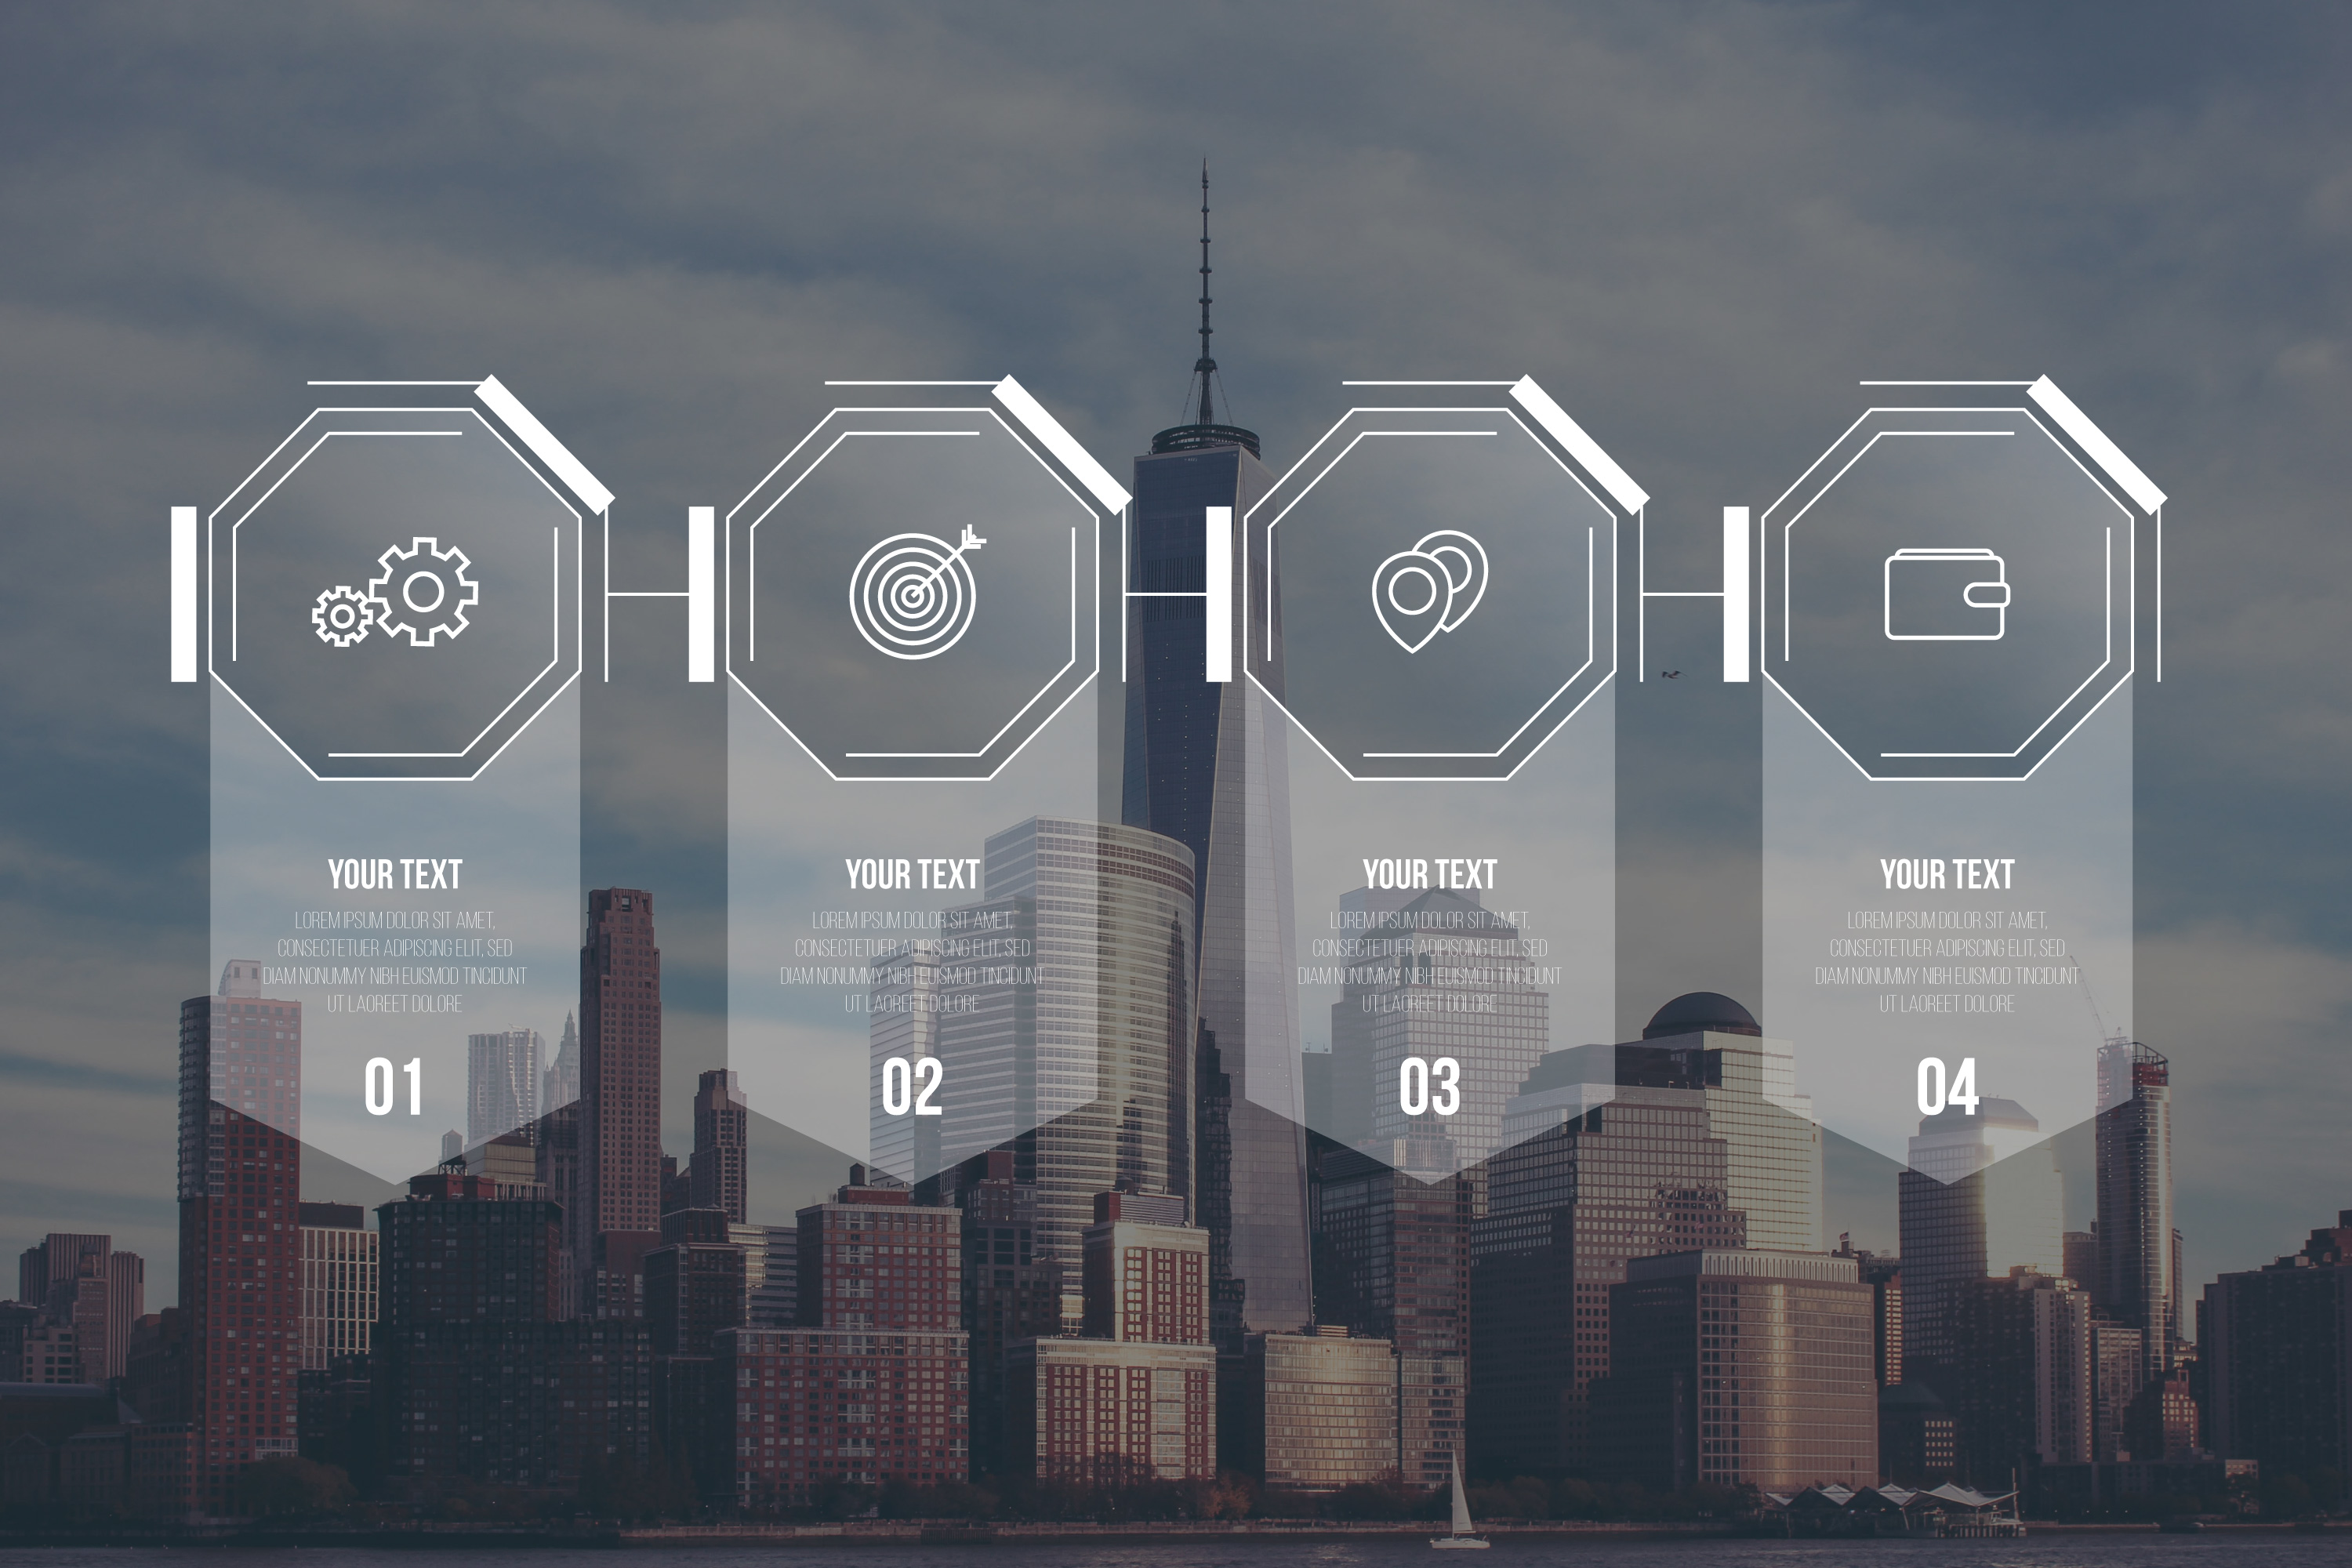 YOUR TEXT
LOREM IPSUM DOLOR SIT AMET,
CONSECTETUER ADIPISCING ELIT, SED
DIAM NONUMMY NIBH EUISMOD TINCIDUNT
UT LAOREET DOLORE
01
YOUR TEXT
LOREM IPSUM DOLOR SIT AMET,
CONSECTETUER ADIPISCING ELIT, SED
DIAM NONUMMY NIBH EUISMOD TINCIDUNT
UT LAOREET DOLORE
02
YOUR TEXT
LOREM IPSUM DOLOR SIT AMET,
CONSECTETUER ADIPISCING ELIT, SED
DIAM NONUMMY NIBH EUISMOD TINCIDUNT
UT LAOREET DOLORE
03
YOUR TEXT
LOREM IPSUM DOLOR SIT AMET,
CONSECTETUER ADIPISCING ELIT, SED
DIAM NONUMMY NIBH EUISMOD TINCIDUNT
UT LAOREET DOLORE
04